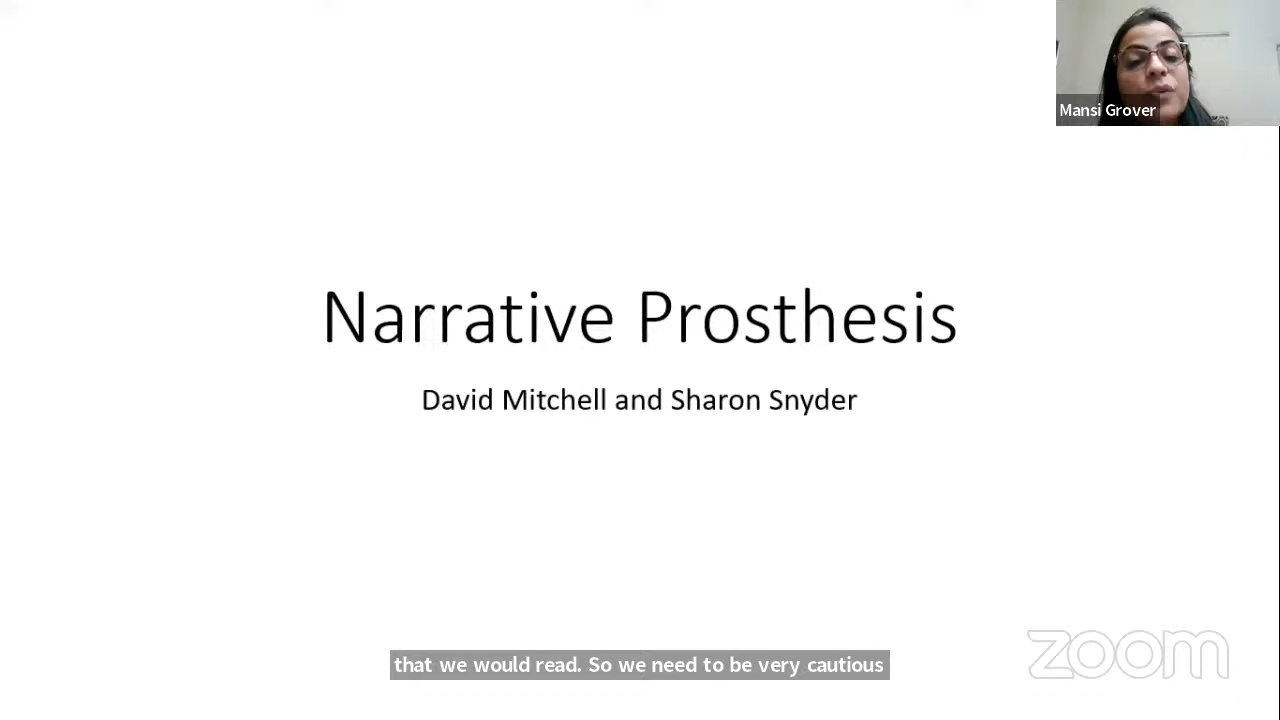 Mansi Grover
Narrative Prosthesis
David Mitchell and Sharon Snyder
that we would read. So we need to be very cautious
zoom